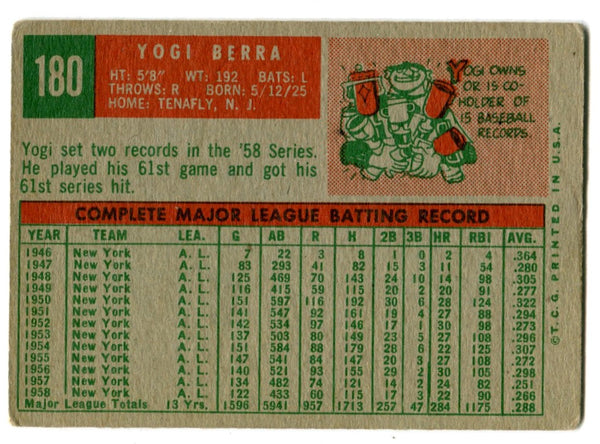 180
YOGI BERRA
HT: 5'8" WT: 192 BATS: L
THROWS: R BORN: 5/12/25
HOME: TENAFLY, N. J.
YOGI OWNS
OR IS CO-
HOLDER OF
15 BASEBALL
RECORDS.
Yogi set two records in the '58 Series.
He played his 61st game and got his
61st series hit.
COMPLETE MAJOR LEAGUE BATTING RECORD
YEAR TEAM LEA. G AB R H 2B 3B HR RBI AVG.
1946 New York A. L. 7 22 3 8 1 0 2 4 .364
1947 New York A. L. 83 293 41 82 15 3 11 54 .280
1948 New York A. L. 125 469 70 143 24 10 14 98 .305
1949 New York A. L. 116 415 59 115 20 2 20 91 .277
1950 New York A. L. 151 597 116 192 30 6 28 124 .322
1951 New York A. L. 141 547 92 161 19 4 27 88 .294
1952 New York A. L. 142 534 97 146 17 1 30 98 .273
1953 New York A. L. 137 503 80 149 23 5 27 108 .296
1954 New York A. L. 151 584 88 179 28 6 22 125 .307
1955 New York A. L. 147 541 84 147 20 3 27 108 .272
1956 New York A. L. 140 521 93 155 29 2 30 105 .298
1957 New York A. L. 134 482 74 121 14 2 24 82 .251
1958 New York A. L. 122 433 60 115 17 3 22 90 .266
Major League Totals 13 Yrs. 1596 5941 957 1713 257 47 284 1175 .288
© T. C. G. PRINTED IN U.S.A.